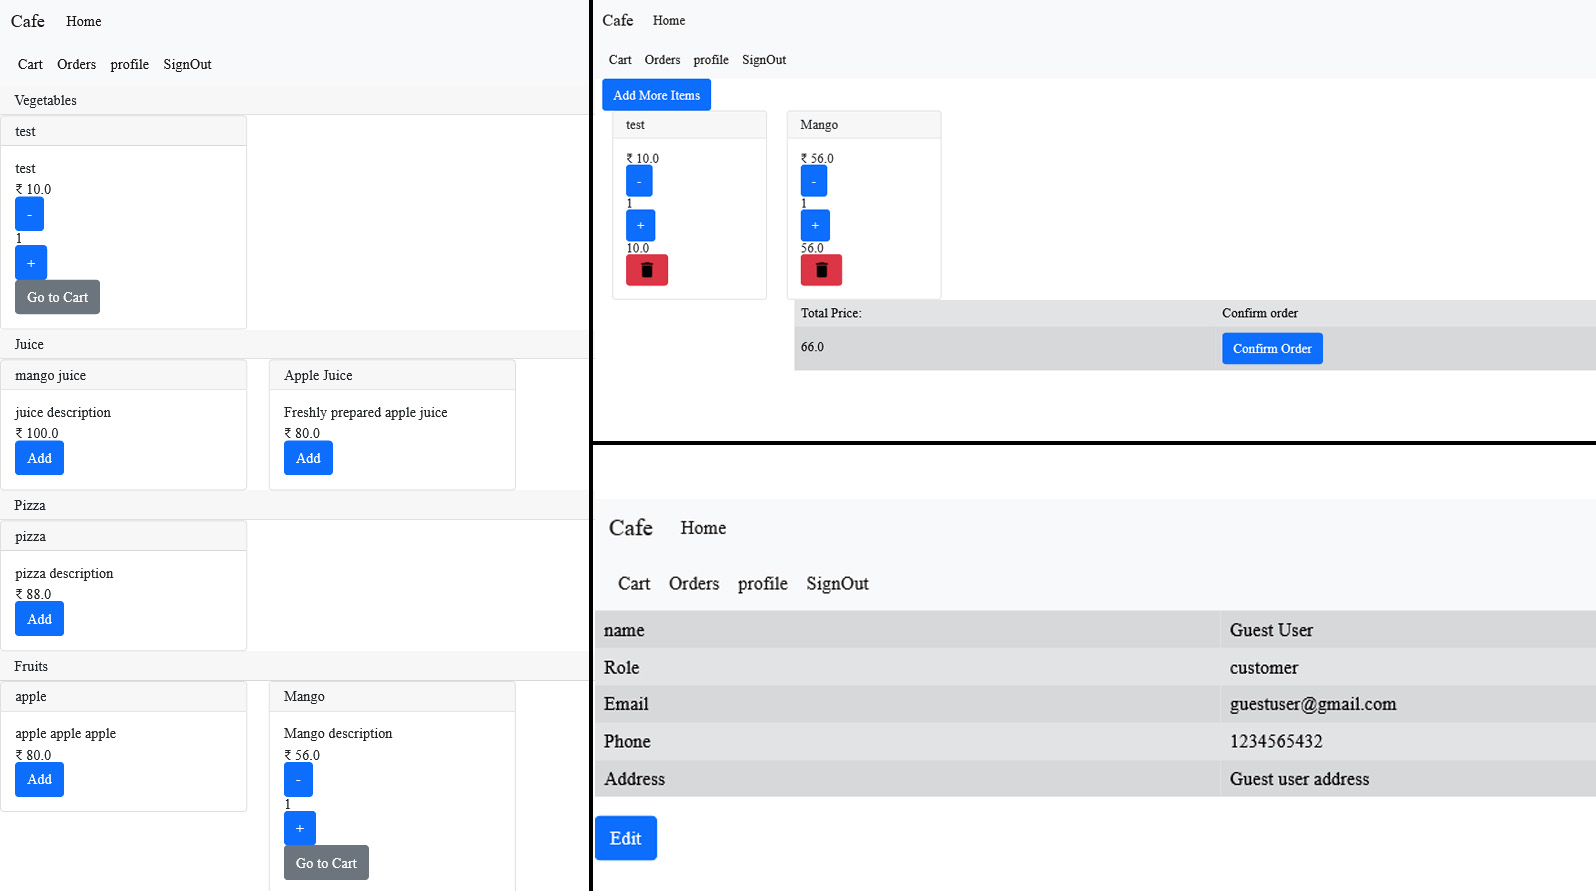 Cafe Home
Cart Orders profile SignOut
Vegetables
test
test
₹ 10.0
-
1
+
Go to Cart
Juice
mango juice
juice description
₹ 100.0
Add
Apple Juice
Freshly prepared apple juice
₹ 80.0
Add
Pizza
pizza
pizza description
₹ 88.0
Add
Fruits
apple
apple apple apple
₹ 80.0
Add
Mango
Mango description
₹ 56.0
-
1
+
Go to Cart
Cafe Home
Cart Orders profile SignOut
Add More Items
test
₹ 10.0
-
1
+
10.0
Mango
₹ 56.0
-
1
+
56.0
Total Price: Confirm order
66.0 Confirm Order
Cafe Home
Cart Orders profile SignOut
name Guest User
Role customer
Email guestuser@gmail.com
Phone 1234565432
Address Guest user address
Edit